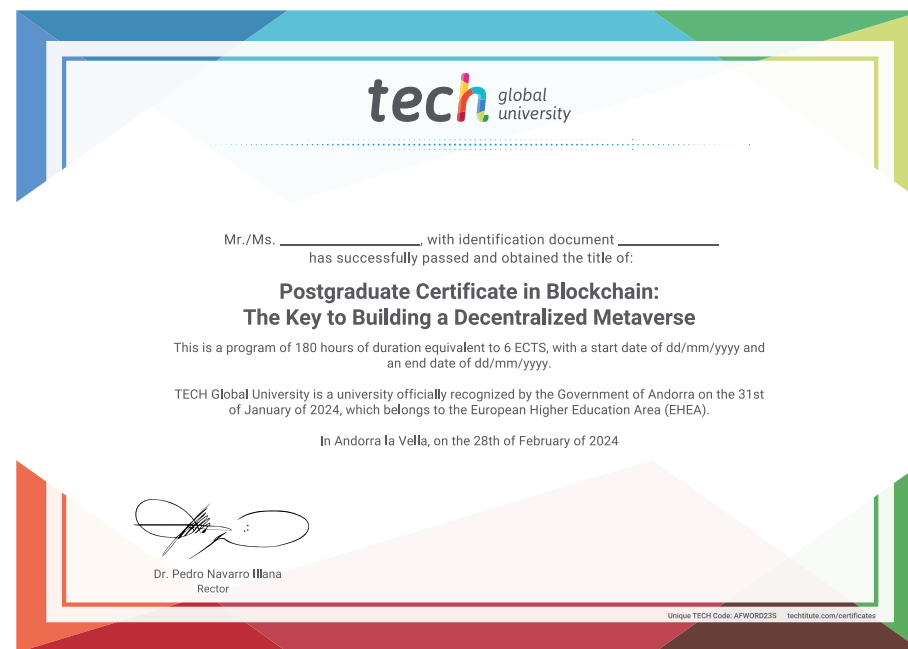 tech global university
Mr./Ms. ____________________, with identification document ______________
has successfully passed and obtained the title of:
Postgraduate Certificate in Blockchain:
The Key to Building a Decentralized Metaverse
This is a program of 180 hours of duration equivalent to 6 ECTS, with a start date of dd/mm/yyyy and
an end date of dd/mm/yyyy.
TECH Global University is a university officially recognized by the Government of Andorra on the 31st
of January of 2024, which belongs to the European Higher Education Area (EHEA).
In Andorra la Vella, on the 28th of February of 2024
Dr. Pedro Navarro Illana
Rector
Unique TECH Code: AFWORD23S techtitute.com/certificates